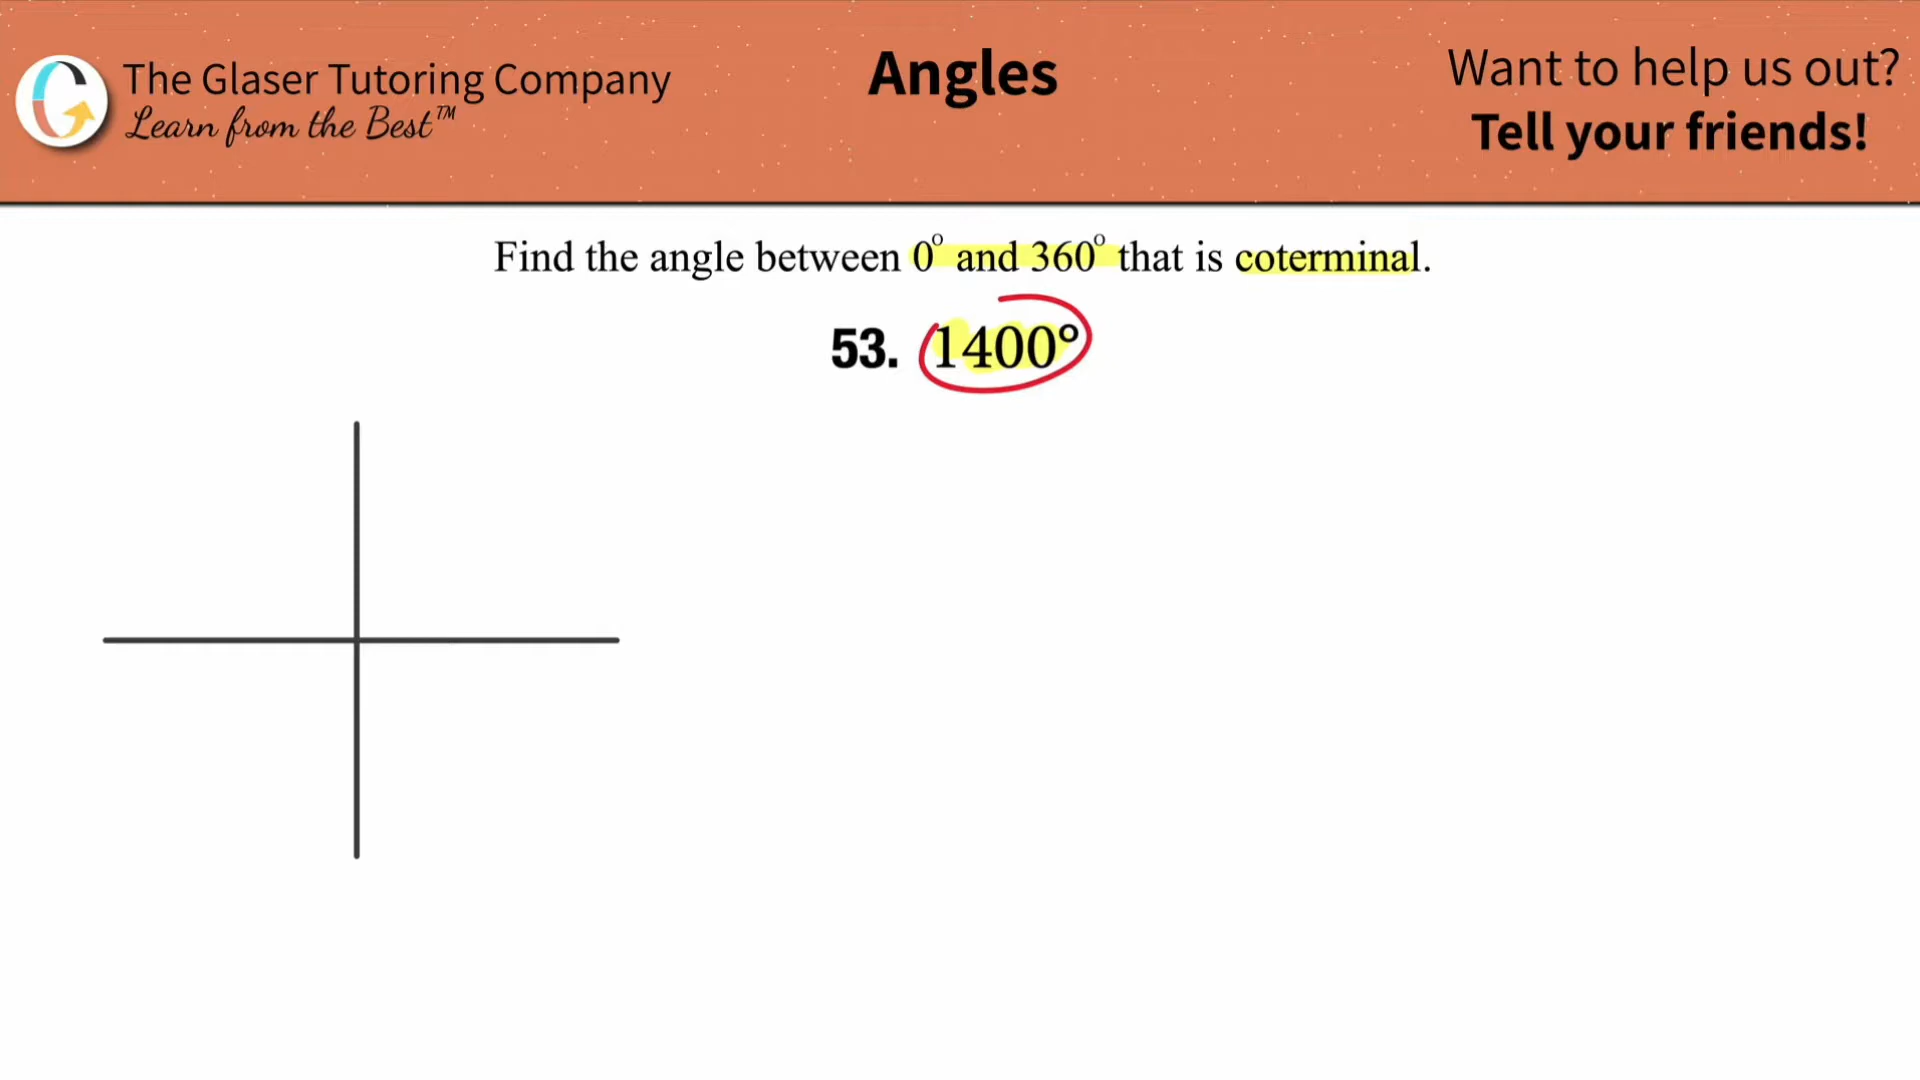 The Glaser Tutoring Company
Learn from the Best™
Angles
Want to help us out?
Tell your friends!
Find the angle between 0° and 360° that is coterminal.
53. 1400°